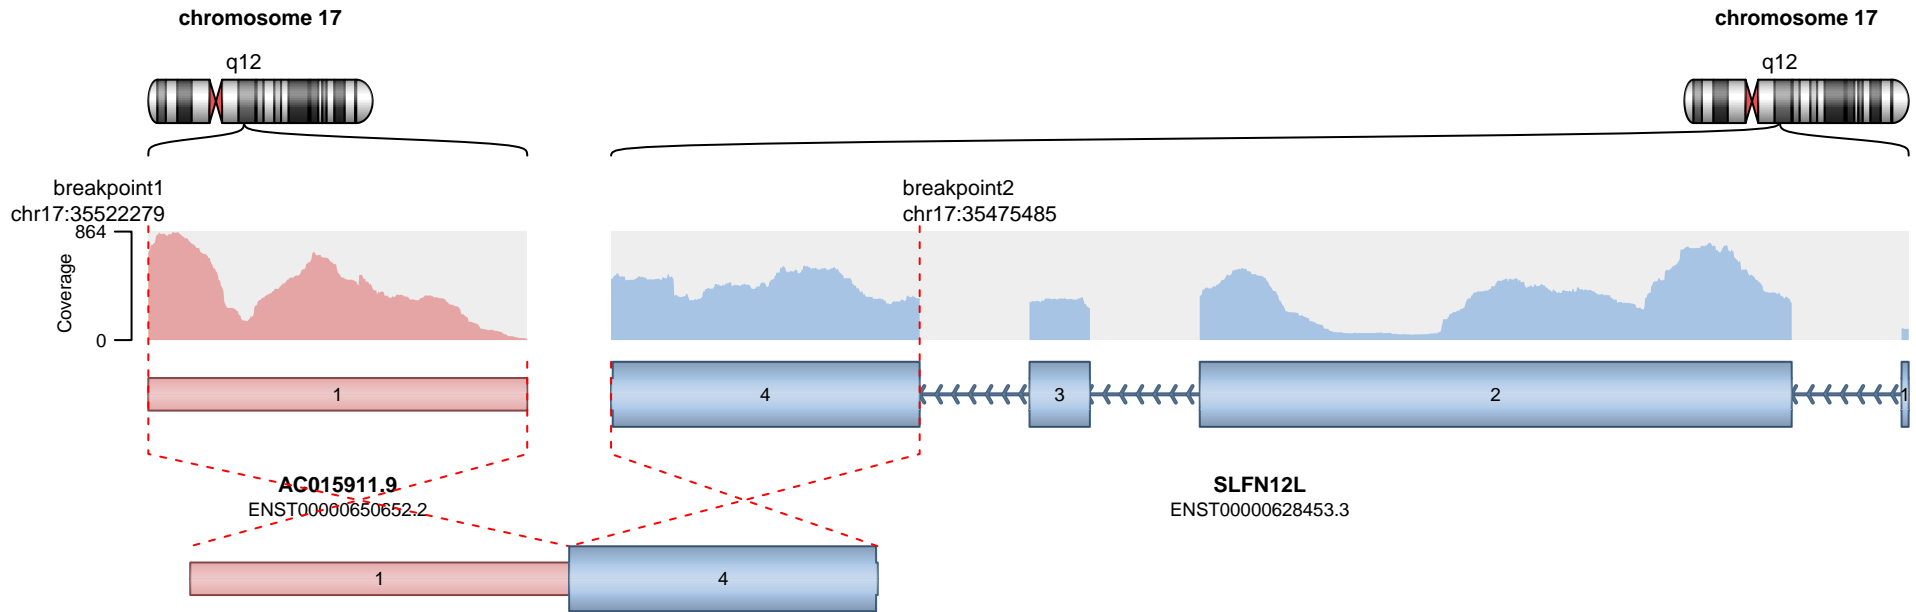 chromosome 17
chromosome 17
q12
q12
breakpoint1
chr17:35522279
breakpoint2
chr17:35475485
864
Coverage
0
1
4
3
2
1
AC015911.9
ENST00000650652.2
SLFN12L
ENST00000628453.3
1
4